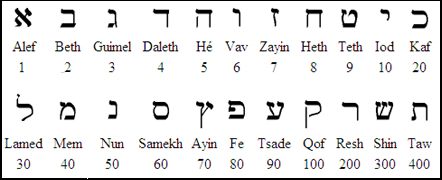 א ב ג ד ה ו ז ח ט י כ
Alef Beth Guimel Daleth Hé Vav Zayin Heth Teth Iod Kaf
1 2 3 4 5 6 7 8 9 10 20
ל מ נ ס ץ פ ע ק ר ש ת
Lamed Mem Nun Samekh Ayin Fe Tsade Qof Resh Shin Taw
30 40 50 60 70 80 90 100 200 300 400